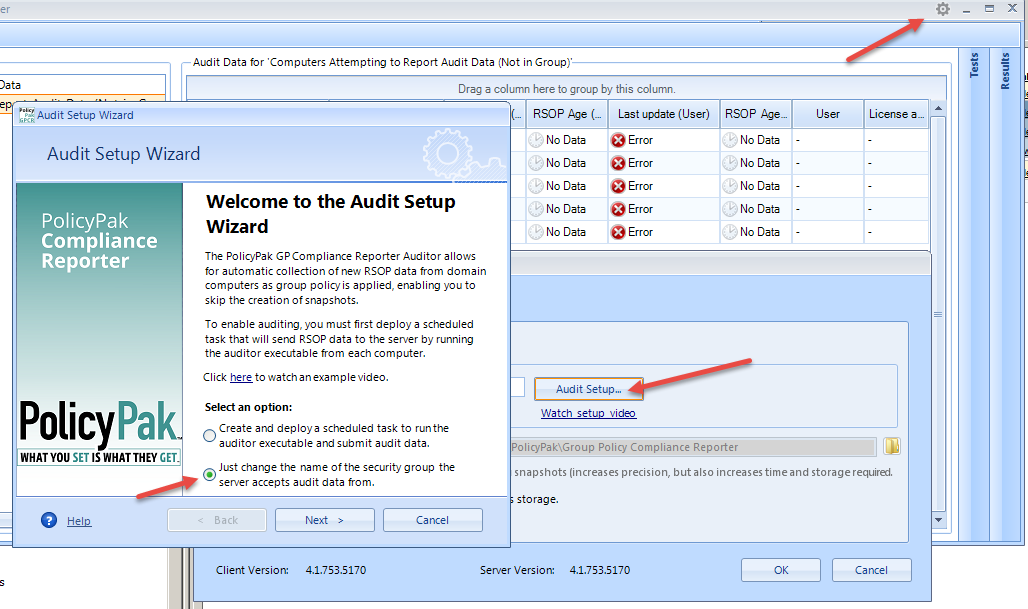 er
Data
Audit Data for 'Computers Attempting to Report Audit Data (Not in Group)'
Drag a column here to group by this column.
(... RSOP Age (... Last update (User) RSOP Age... User License a...
No Data Error No Data - -
No Data Error No Data - -
No Data Error No Data - -
No Data Error No Data - -
No Data Error No Data - -
Tests
Results
Audit Setup Wizard
Audit Setup Wizard
PolicyPak
Compliance
Reporter
PolicyPak
WHAT YOU SET IS WHAT THEY GET.
Welcome to the Audit Setup
Wizard
The PolicyPak GP Compliance Reporter Auditor allows
for automatic collection of new RSOP data from domain
computers as group policy is applied, enabling you to
skip the creation of snapshots.
To enable auditing, you must first deploy a scheduled
task that will send RSOP data to the server by running
the auditor executable from each computer.
Click here to watch an example video.
Select an option:
Create and deploy a scheduled task to run the
auditor executable and submit audit data.
Just change the name of the security group the
server accepts audit data from.
Help
< Back
Next >
Cancel
Audit Setup...
Watch setup video
PolicyPak\Group Policy Compliance Reporter
snapshots (increases precision, but also increases time and storage required.
s storage.
Client Version: 4.1.753.5170
Server Version: 4.1.753.5170
OK
Cancel
s